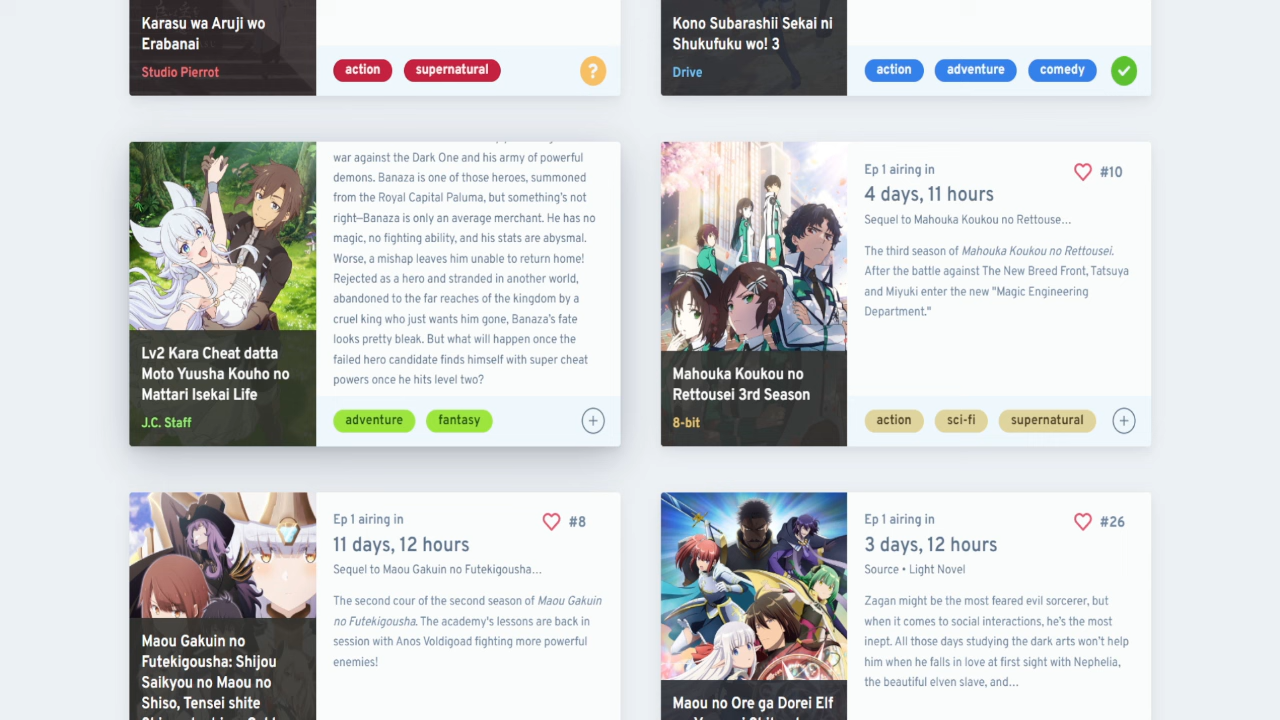 Karasu wa Aruji wo
Erabanai
Studio Pierrot
action
supernatural
?
Kono Subarashii Sekai ni
Shukufuku wo! 3
Drive
action
adventure
comedy
war against the Dark One and his army of powerful
demons. Banaza is one of those heroes, summoned
from the Royal Capital Paluma, but something's not
right—Banaza is only an average merchant. He has no
magic, no fighting ability, and his stats are abysmal.
Worse, a mishap leaves him unable to return home!
Rejected as a hero and stranded in another world,
abandoned to the far reaches of the kingdom by a
cruel king who just wants him gone, Banaza's fate
looks pretty bleak. But what will happen once the
failed hero candidate finds himself with super cheat
powers once he hits level two?
Lv2 Kara Cheat datta
Moto Yuusha Kouho no
Mattari Isekai Life
J.C. Staff
adventure
fantasy
Ep 1 airing in
4 days, 11 hours
#10
Sequel to Mahouka Koukou no Rettouse...
The third season of Mahouka Koukou no Rettousei.
After the battle against The New Breed Front, Tatsuya
and Miyuki enter the new "Magic Engineering
Department."
Mahouka Koukou no
Rettousei 3rd Season
8-bit
action
sci-fi
supernatural
Ep 1 airing in
11 days, 12 hours
#8
Sequel to Maou Gakuin no Futekigousha...
The second cour of the second season of Maou Gakuin
no Futekigousha. The academy's lessons are back in
session with Anos Voldigoad fighting more powerful
enemies!
Maou Gakuin no
Futekigousha: Shijou
Saikyou no Maou no
Shiso, Tensei shite
Ep 1 airing in
3 days, 12 hours
#26
Source • Light Novel
Zagan might be the most feared evil sorcerer, but
when it comes to social interactions, he's the most
inept. All those days studying the dark arts won't help
him when he falls in love at first sight with Nephelia,
the beautiful elven slave, and...
Maou no Ore ga Dorei Elf